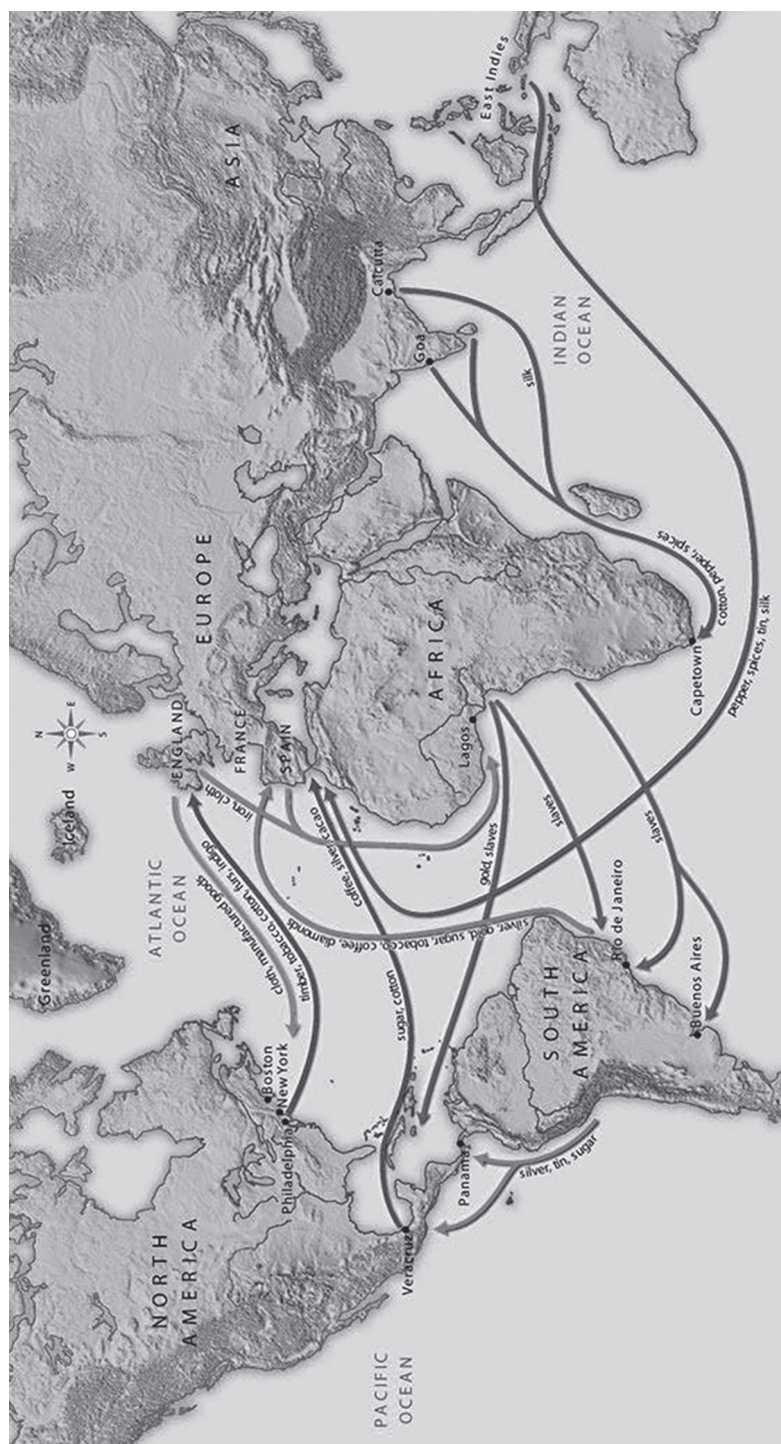 Greenland
Iceland
N
W
E
S
ATLANTIC
OCEAN
ENGLAND
FRANCE
SPAIN
EUROPE
ASIA
NORTH
AMERICA
Boston
New York
Philadelphia
cloth, manufactured goods
timber, tobacco, cotton, furs, indigo
iron, cloth
coffee, silver, cacao
sugar, cotton
silver, gold, sugar, tobacco, coffee, diamonds
PACIFIC
OCEAN
Veracruz
Panama
silver, tin, sugar
SOUTH
AMERICA
Rio de Janeiro
Buenos Aires
AFRICA
Lagos
gold, slaves
slaves
slaves
Capetown
cotton, pepper, spices
pepper, spices, tin, silk
Calcutta
Goa
silk
INDIAN
OCEAN
East Indies